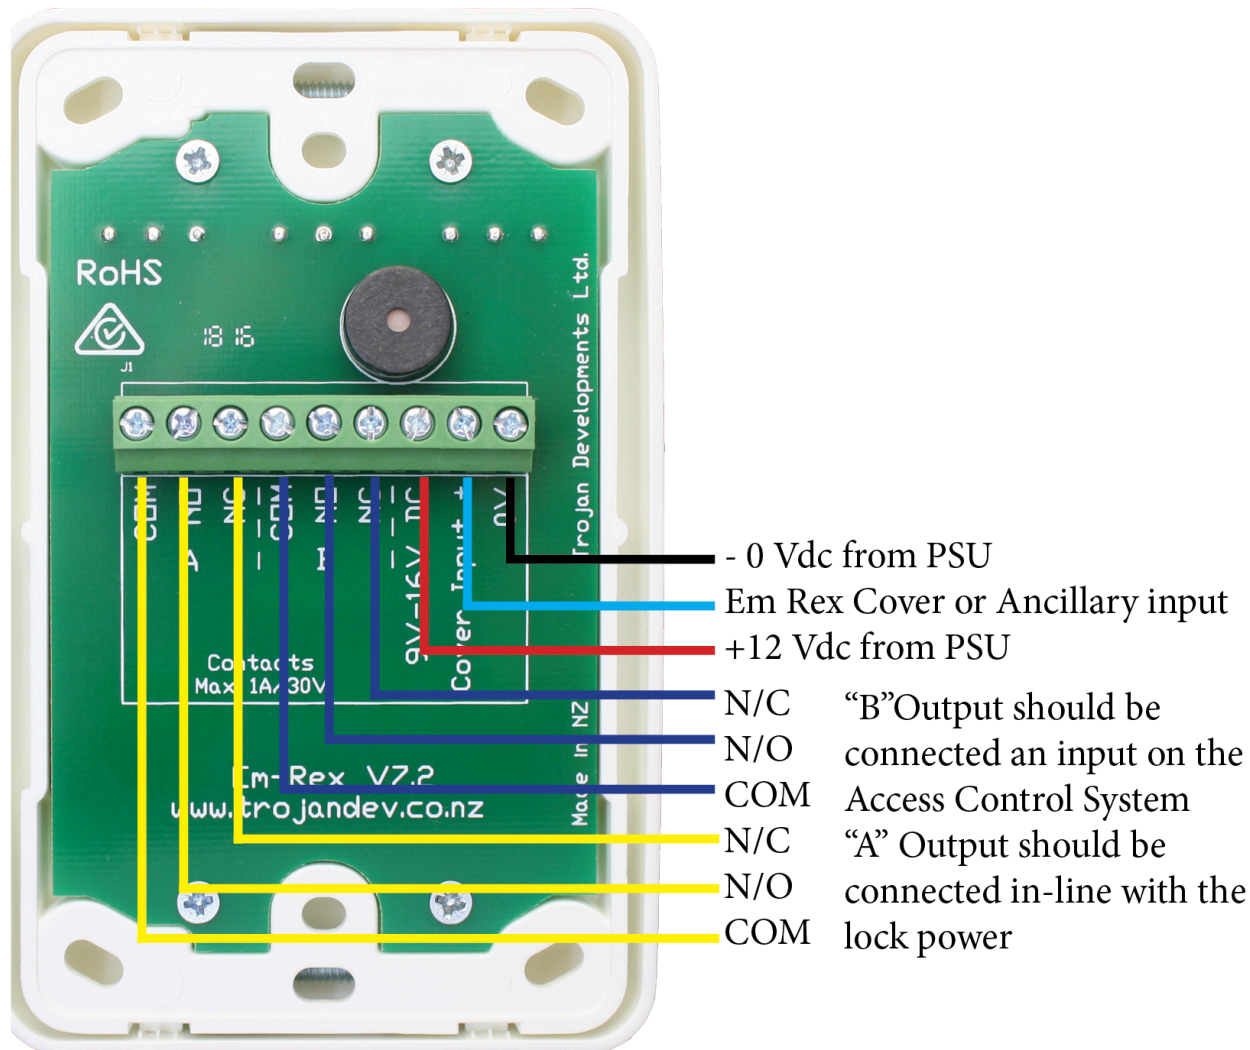 RoHS
1816
J1
COM
NO
NC
COM
NO
NC
9V-16V DC
Cover Input +
0V
A
B
Contacts
Max 1A/30V
Em-Rex V7.2
www.trojandev.co.nz
Made In NZ
Trojan Developments Ltd.
- 0 Vdc from PSU
Em Rex Cover or Ancillary input
+12 Vdc from PSU
N/C
N/O
COM
“B”Output should be
connected an input on the
Access Control System
N/C
N/O
COM
“A” Output should be
connected in-line with the
lock power